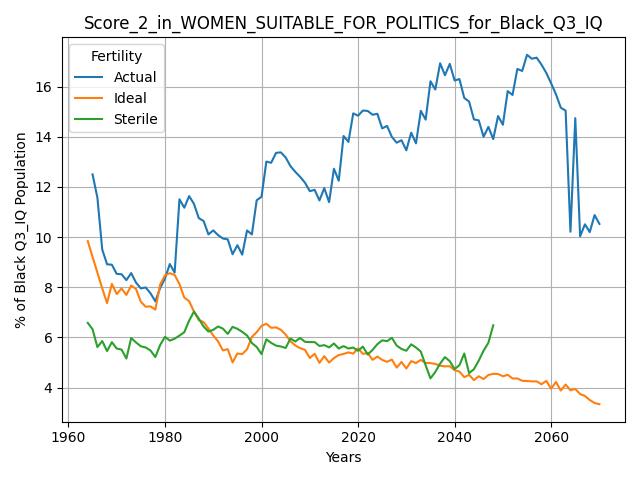 Score_2_in_WOMEN_SUITABLE_FOR_POLITICS_for_Black_Q3_IQ
Fertility
Actual
Ideal
Sterile
% of Black Q3_IQ Population
16
14
12
10
8
6
4
1960 1980 2000 2020 2040 2060
Years